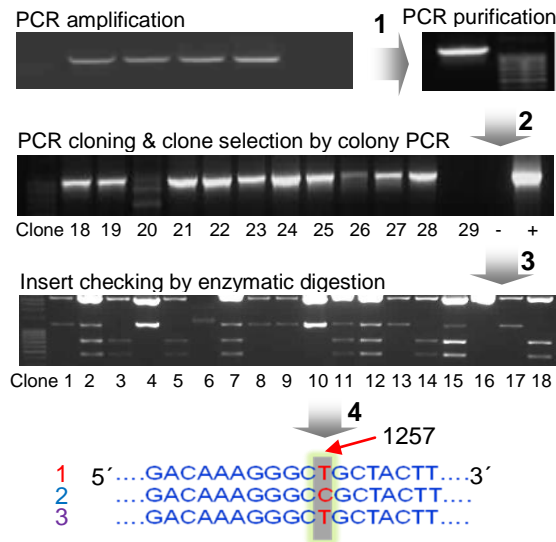 PCR amplification 1 PCR purification
2
PCR cloning & clone selection by colony PCR
Clone 18 19 20 21 22 23 24 25 26 27 28 29 - +
3
Insert checking by enzymatic digestion
Clone 1 2 3 4 5 6 7 8 9 10 11 12 13 14 15 16 17 18
4
1257
1 5´ ....GACAAAGGGCTGCTACTT....3´
2 ....GACAAAGGGCCGCTACTT....
3 ....GACAAAGGGCTGCTACTT....